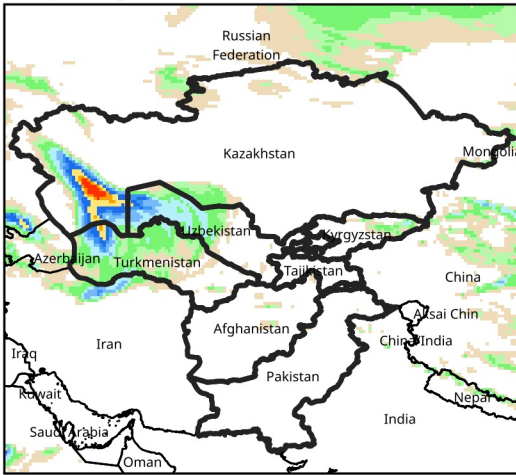 Russian
Federation
Kazakhstan
Mongolia
Uzbekistan
Kyrgyzstan
Azerbaijan
Turkmenistan
Tajikistan
China
Aksai Chin
Afghanistan
China/India
Iran
Iraq
Pakistan
Kuwait
Nepal
India
Saudi Arabia
Oman